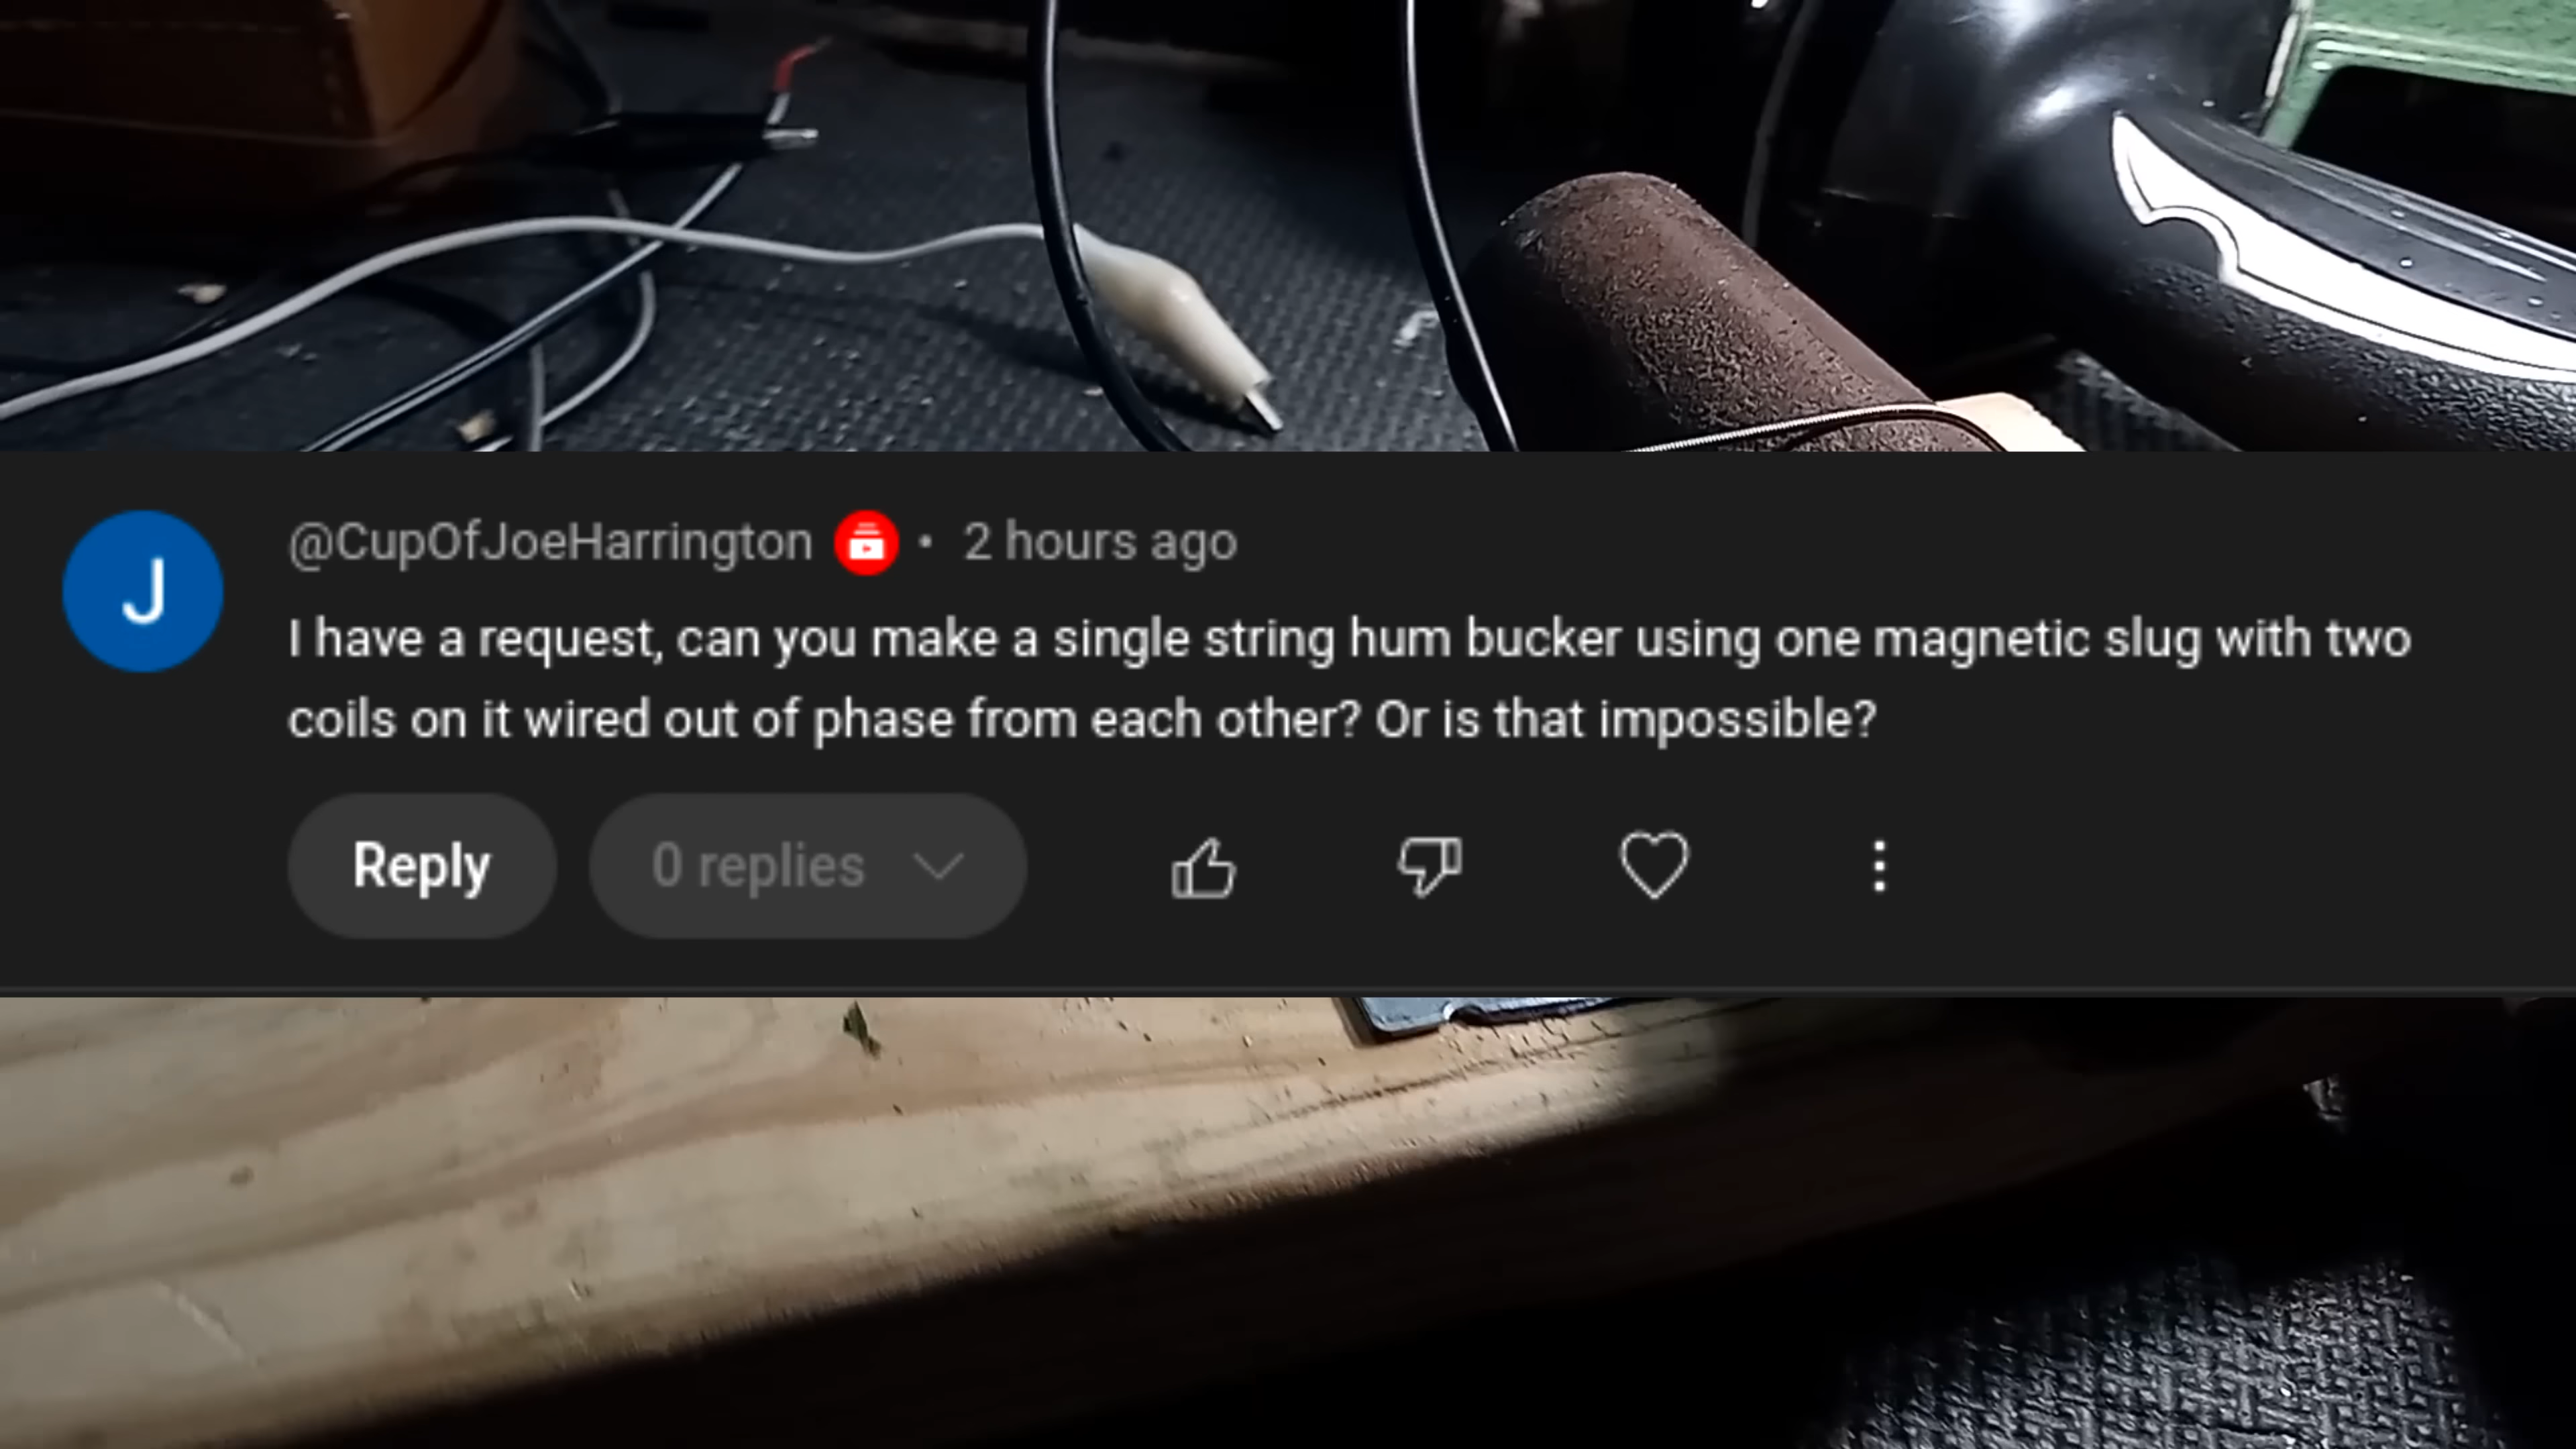 J
@CupOfJoeHarrington • 2 hours ago
I have a request, can you make a single string hum bucker using one magnetic slug with two
coils on it wired out of phase from each other? Or is that impossible?
Reply 0 replies